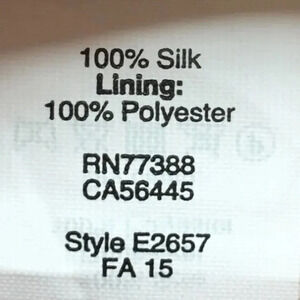 100% Silk
Lining:
100% Polyester
RN77388
CA56445
Style E2657
FA 15